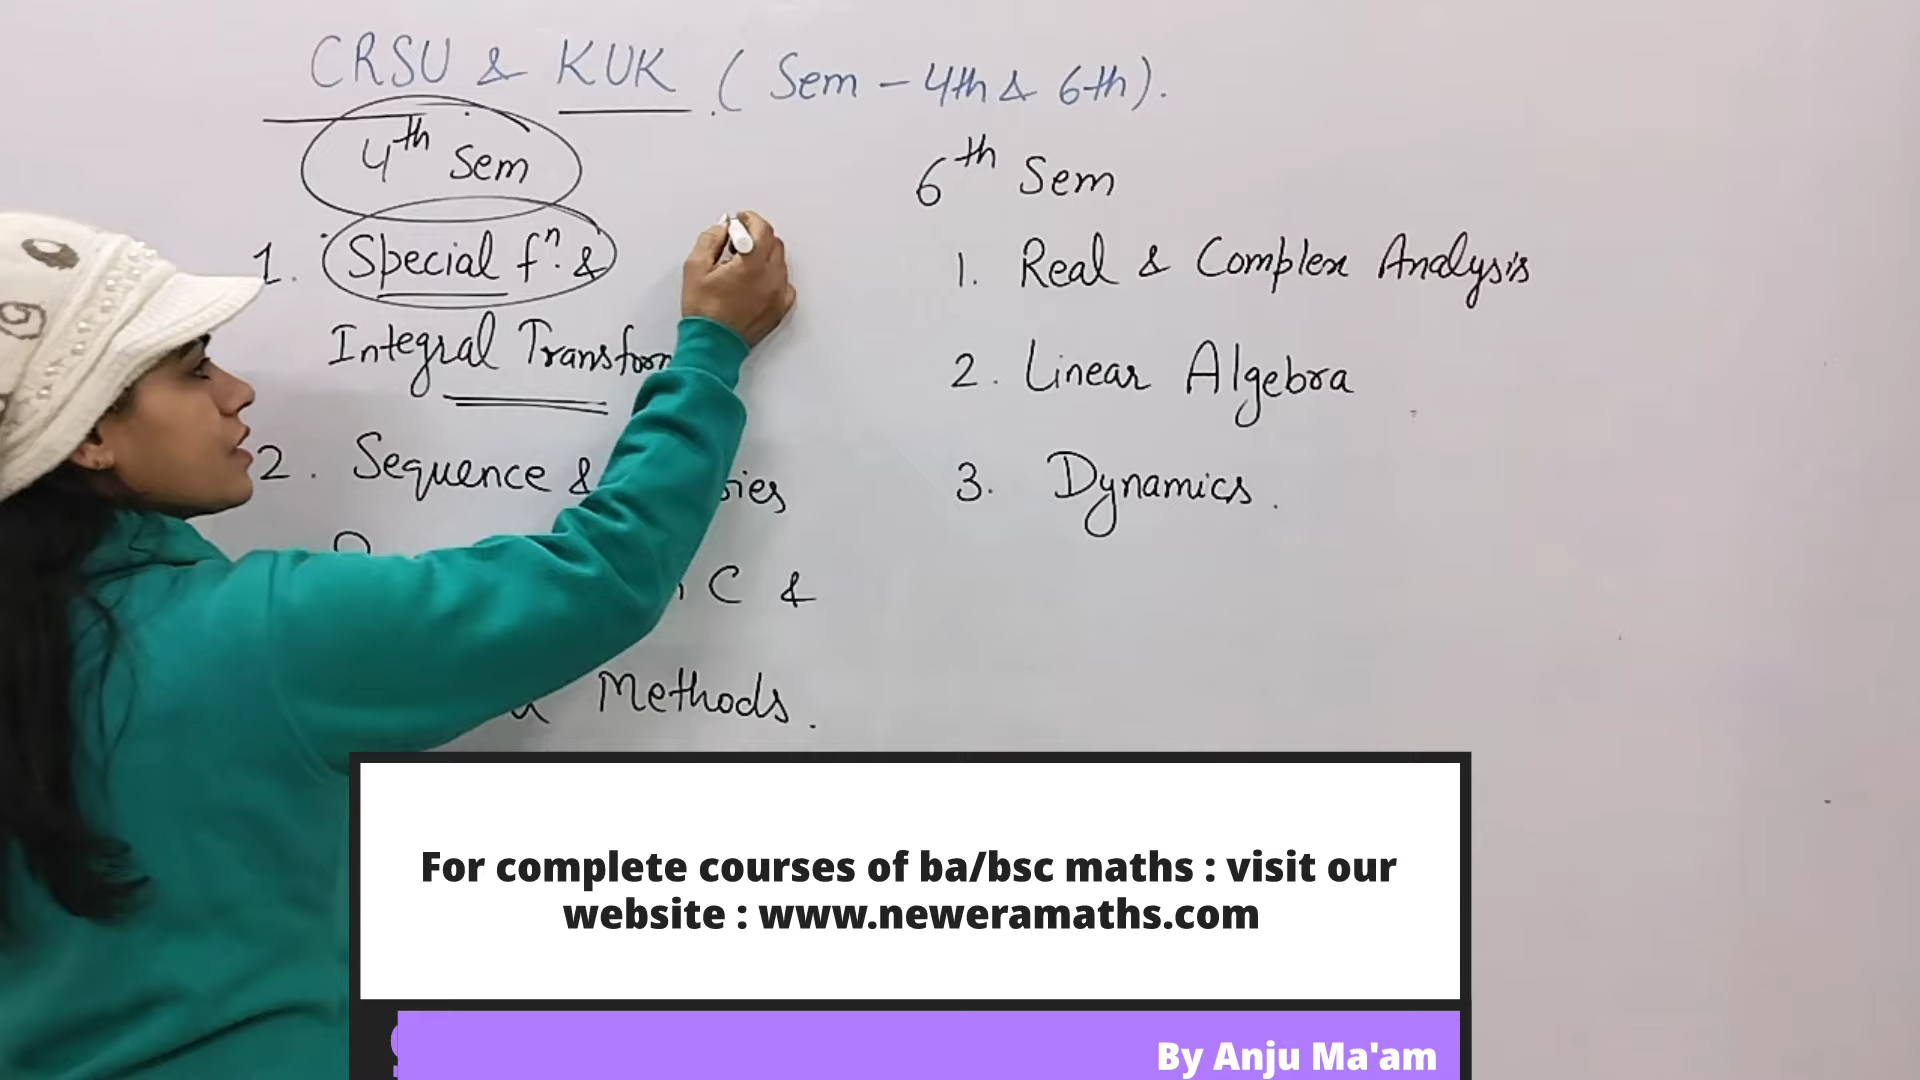 CRSU & KUK ( Sem - 4th & 6th ).
4th Sem
1. Special fn. &
Integral Transform
2. Sequence &
C &
Methods.
6th Sem
1. Real & Complex Analysis
2. Linear Algebra
3. Dynamics.
For complete courses of ba/bsc maths : visit our
website : www.neweramaths.com
By Anju Ma'am